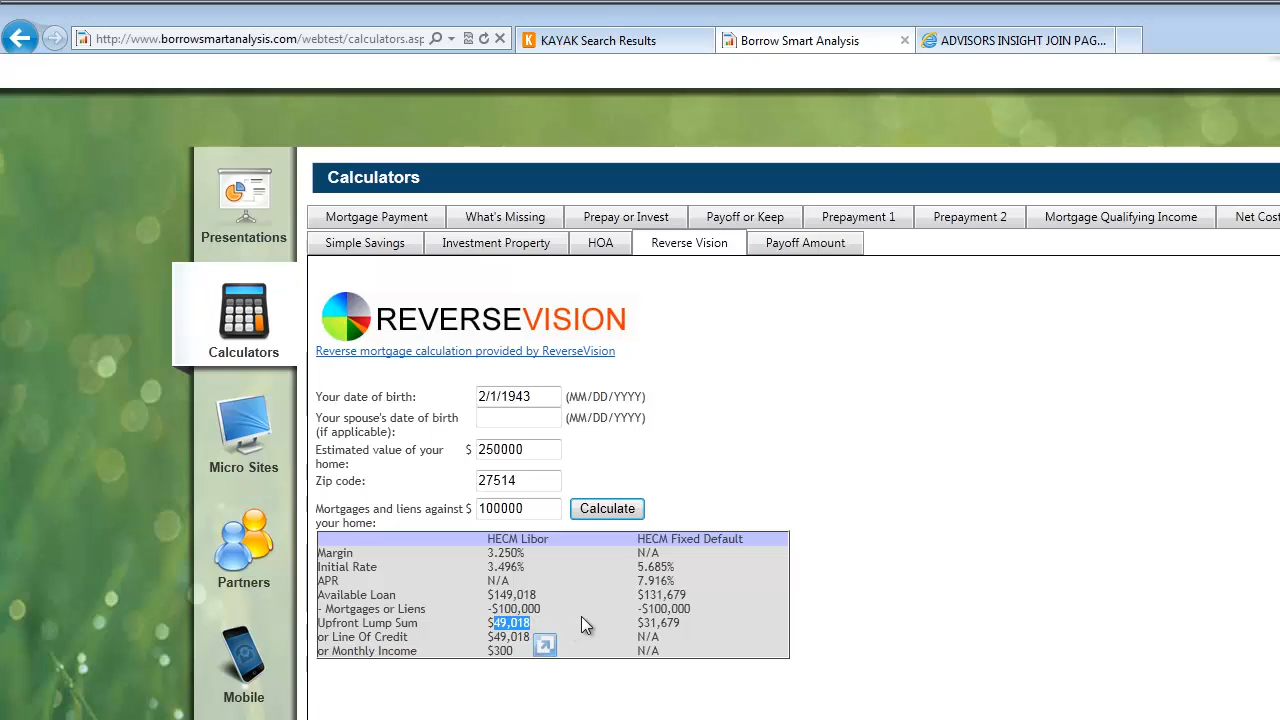 http://www.borrowsmartanalysis.com/webtest/calculators.asp
KAYAK Search Results
Borrow Smart Analysis
ADVISORS INSIGHT JOIN PAG...
Presentations
Calculators
Micro Sites
Partners
Mobile
Calculators
Mortgage Payment What's Missing Prepay or Invest Payoff or Keep Prepayment 1 Prepayment 2 Mortgage Qualifying Income Net Cos
Simple Savings Investment Property HOA Reverse Vision Payoff Amount
REVERSEVISION
Reverse mortgage calculation provided by ReverseVision
Your date of birth: 2/1/1943 (MM/DD/YYYY)
Your spouse's date of birth (MM/DD/YYYY)
(if applicable):
Estimated value of your $ 250000
home:
Zip code: 27514
Mortgages and liens against $ 100000 Calculate
your home:
HECM Libor HECM Fixed Default
Margin 3.250% N/A
Initial Rate 3.496% 5.685%
APR N/A 7.916%
Available Loan $149,018 $131,679
- Mortgages or Liens -$100,000 -$100,000
Upfront Lump Sum $49,018 $31,679
or Line Of Credit $49,018 N/A
or Monthly Income $300 N/A